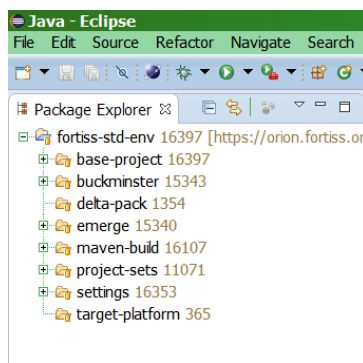 Java - Eclipse
File Edit Source Refactor Navigate Search
Package Explorer
fortiss-std-env 16397 [https://orion.fortiss.or
base-project 16397
buckminster 15343
delta-pack 1354
emerge 15340
maven-build 16107
project-sets 11071
settings 16353
target-platform 365